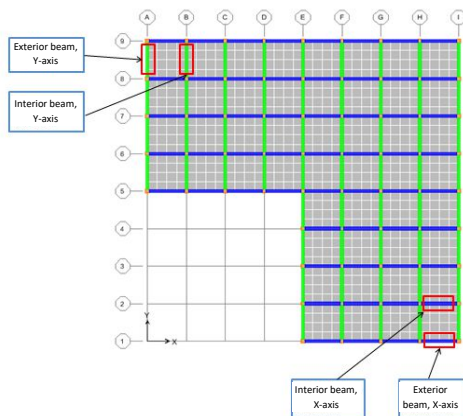 A B C D E F G H I
9
Exterior beam,
Y-axis
8
Interior beam,
Y-axis
7
6
5
4
3
2
Y
X
1
Interior beam,
X-axis
Exterior
beam, X-axis